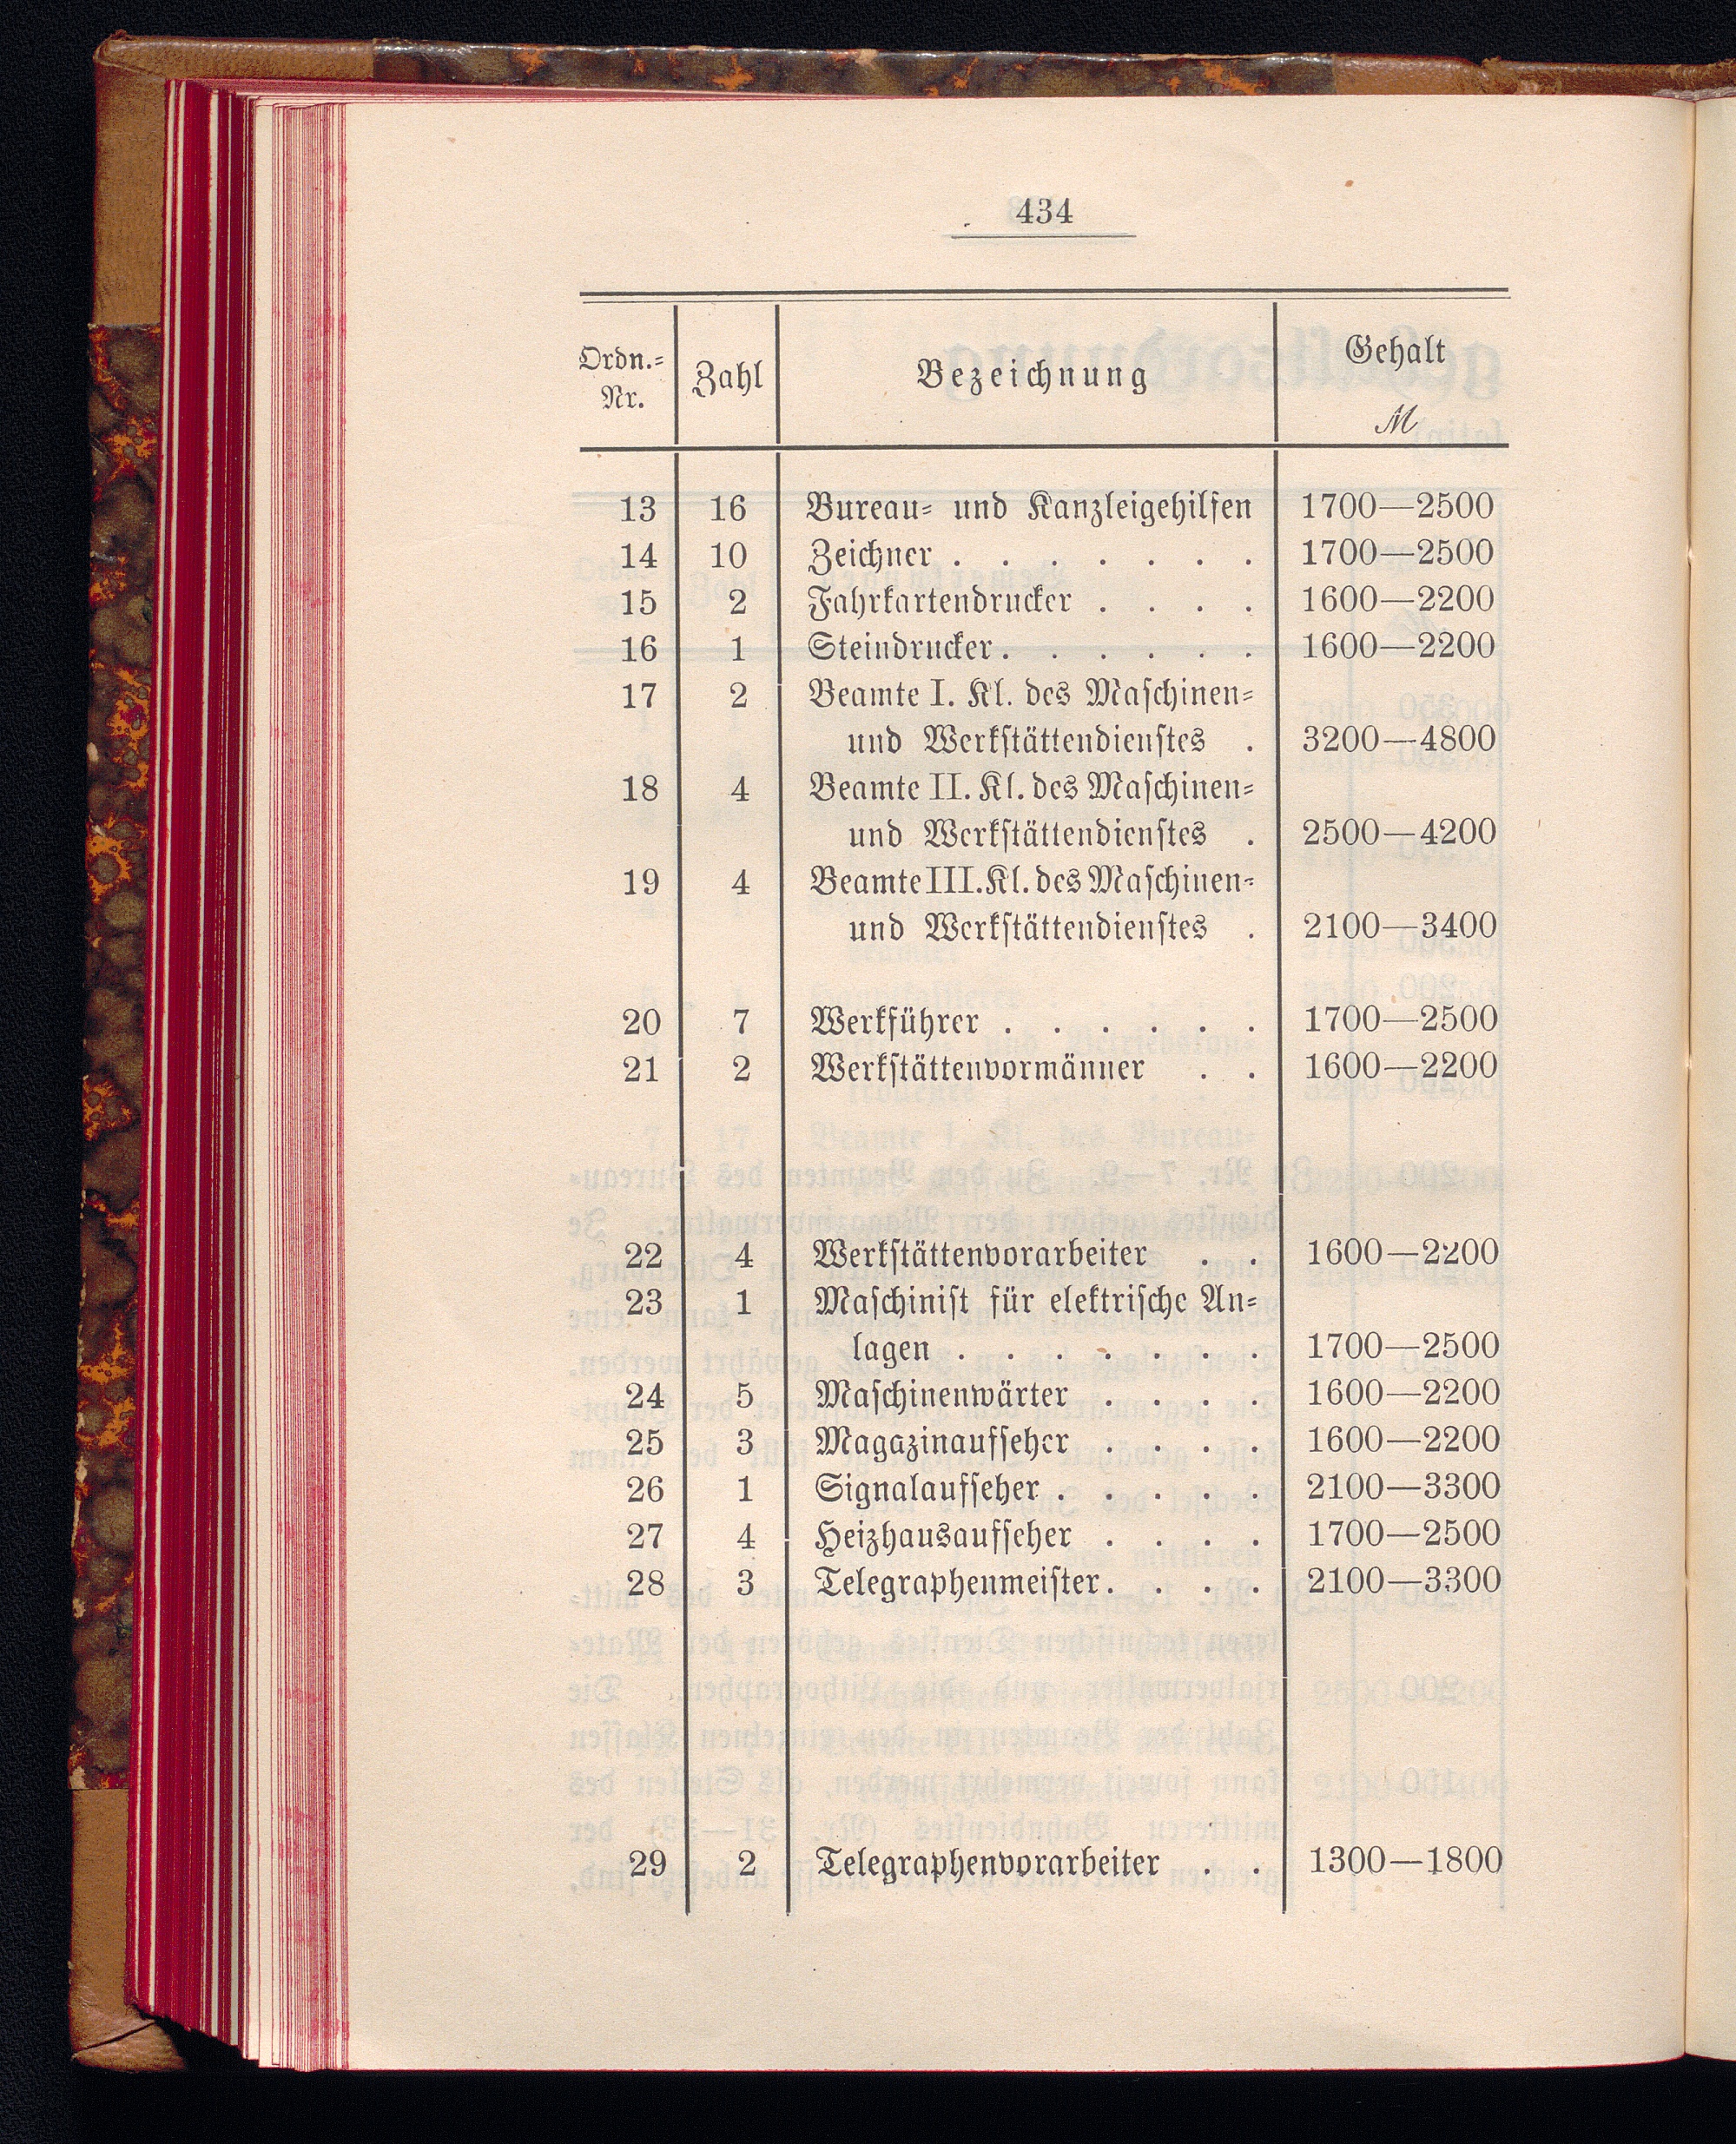 434
Ordn.=
Nr.
Zahl
Bezeichnung
Gehalt
ℳ
13 16 Bureau= und Kanzleigehilfen 1700—2500
14 10 Zeichner . . . . . . . 1700—2500
15 2 Fahrkartendrucker . . . . 1600—2200
16 1 Steindrucker . . . . . . 1600—2200
17 2 Beamte I. Kl. des Maschinen=
und Werkstättendienstes . 3200—4800
18 4 Beamte II. Kl. des Maschinen=
und Werkstättendienstes . 2500—4200
19 4 Beamte III. Kl. des Maschinen=
und Werkstättendienstes . 2100—3400
20 7 Werkführer . . . . . . 1700—2500
21 2 Werkstättenvormänner . . 1600—2200
22 4 Werkstättenvorarbeiter . . 1600—2200
23 1 Maschinist für elektrische An=
lagen . . . . . . . 1700—2500
24 5 Maschinenwärter . . . . 1600—2200
25 3 Magazinaufseher . . . . 1600—2200
26 1 Signalaufseher . . . . . 2100—3300
27 4 Heizhausaufseher . . . . 1700—2500
28 3 Telegraphenmeister . . . . 2100—3300
29 2 Telegraphenvorarbeiter . . 1300—1800